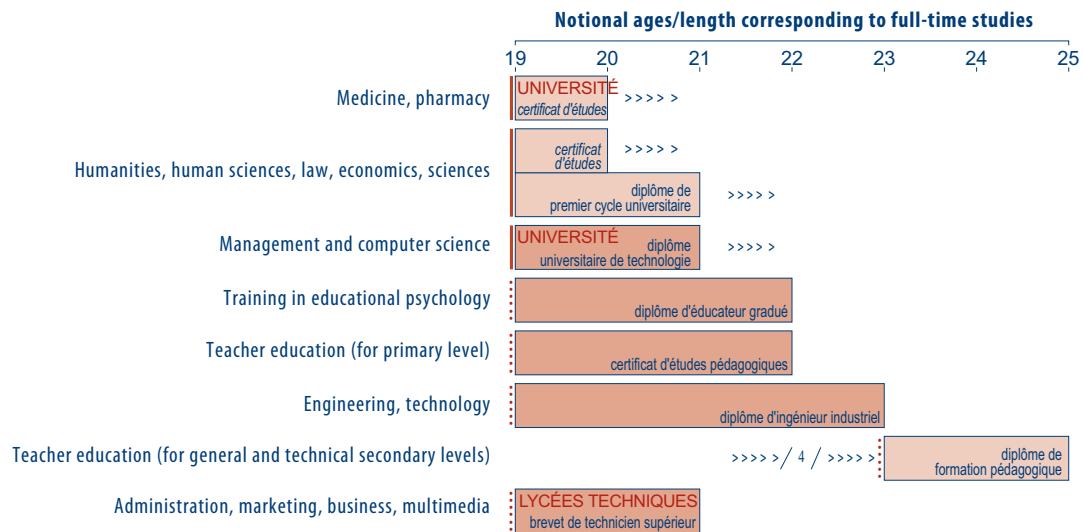 Notional ages/length corresponding to full-time studies
19 20 21 22 23 24 25
Medicine, pharmacy
UNIVERSITÉ
certificat d'études
>>>>>
Humanities, human sciences, law, economics, sciences
certificat
d'études
>>>>>
diplôme de
premier cycle universitaire
>>>>>
Management and computer science
UNIVERSITÉ
diplôme
universitaire de technologie
>>>>>
Training in educational psychology
diplôme d'éducateur gradué
Teacher education (for primary level)
certificat d'études pédagogiques
Engineering, technology
diplôme d'ingénieur industriel
Teacher education (for general and technical secondary levels)
>>>>>/ 4 />>>>>
diplôme de
formation pédagogique
Administration, marketing, business, multimedia
LYCÉES TECHNIQUES
brevet de technicien supérieur